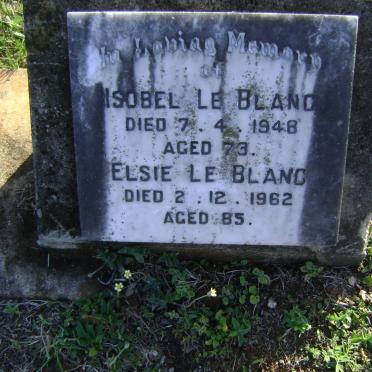 In Loving Memory
of
ISOBEL LE BLANC
DIED 7 . 4 . 1948
AGED 73.
ELSIE LE BLANC
DIED 2 . 12 . 1962
AGED 85.